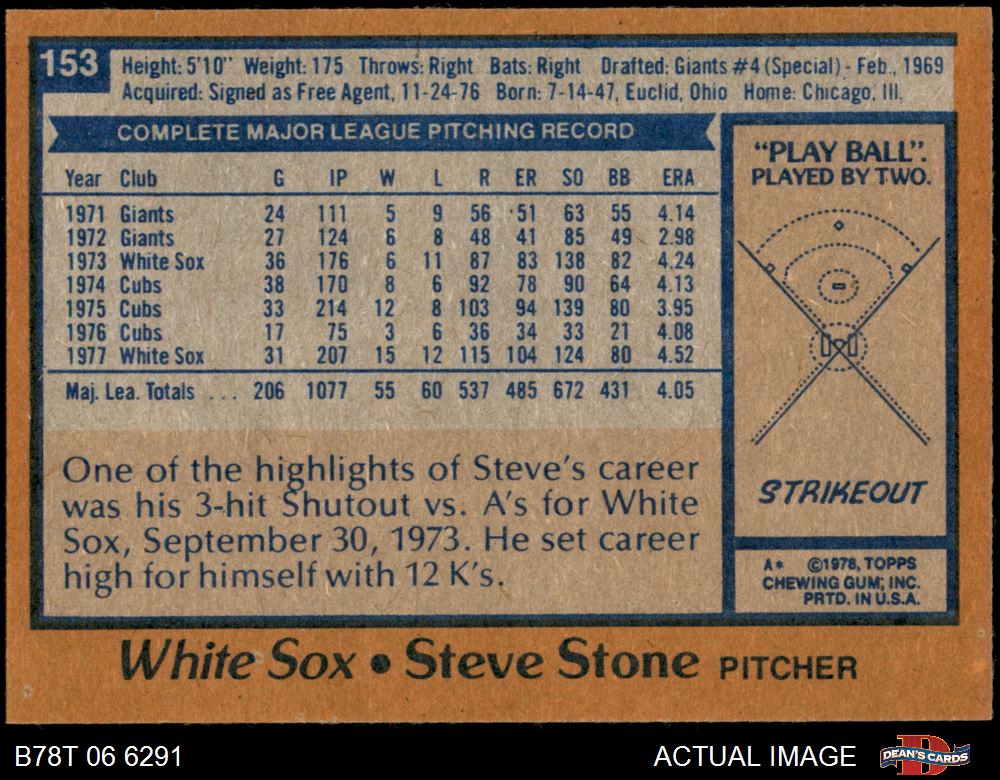 153
Height: 5'10" Weight: 175 Throws: Right Bats: Right Drafted: Giants #4 (Special) - Feb., 1969
Acquired: Signed as Free Agent, 11-24-76 Born: 7-14-47, Euclid, Ohio Home: Chicago, Ill.
COMPLETE MAJOR LEAGUE PITCHING RECORD
Year Club G IP W L R ER SO BB ERA
1971 Giants 24 111 5 9 56 51 63 55 4.14
1972 Giants 27 124 6 8 48 41 85 49 2.98
1973 White Sox 36 176 6 11 87 83 138 82 4.24
1974 Cubs 38 170 8 6 92 78 90 64 4.13
1975 Cubs 33 214 12 8 103 94 139 80 3.95
1976 Cubs 17 75 3 6 36 34 33 21 4.08
1977 White Sox 31 207 15 12 115 104 124 80 4.52
Maj. Lea. Totals ... 206 1077 55 60 537 485 672 431 4.05
One of the highlights of Steve's career
was his 3-hit Shutout vs. A's for White
Sox, September 30, 1973. He set career
high for himself with 12 K's.
"PLAY BALL".
PLAYED BY TWO.
STRIKEOUT
A* ©1978, TOPPS
CHEWING GUM, INC.
PRTD. IN U.S.A.
White Sox • Steve Stone PITCHER
B78T 06 6291 ACTUAL IMAGE
D
DEAN'S CARDS